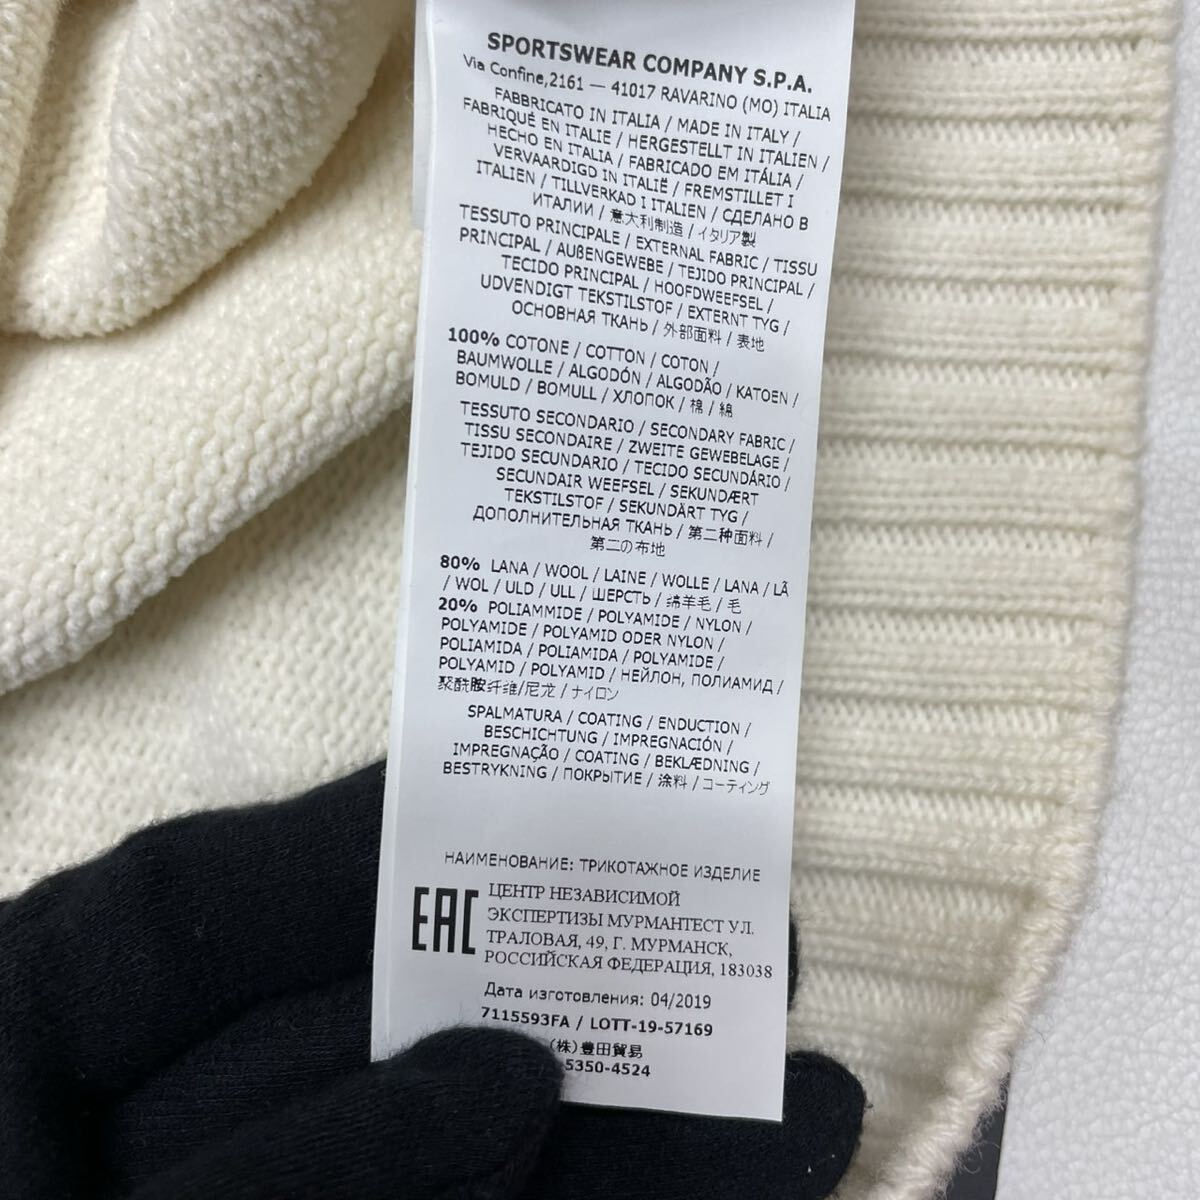 SPORTSWEAR COMPANY S.P.A.
Via Confine,2161 — 41017 RAVARINO (MO) ITALIA
FABBRICATO IN ITALIA / MADE IN ITALY /
FABRIQUÉ EN ITALIE / HERGESTELLT IN ITALIEN /
HECHO EN ITALIA / FABRICADO EM ITÁLIA /
VERVAARDIGD IN ITALIË / FREMSTILLET I
ITALIEN / TILLVERKAD I ITALIEN / СДЕЛАНО В
ИТАЛИИ / 意大利制造 / イタリア製
TESSUTO PRINCIPALE / EXTERNAL FABRIC / TISSU
PRINCIPAL / AUßENGEWEBE / TEJIDO PRINCIPAL /
TECIDO PRINCIPAL / HOOFDWEEFSEL /
UDVENDIGT TEKSTILSTOF / EXTERNT TYG /
ОСНОВНАЯ ТКАНЬ / 外部面料 / 表地
100% COTONE / COTTON / COTON /
BAUMWOLLE / ALGODÓN / ALGODÃO / KATOEN /
BOMULD / BOMULL / ХЛОПОК / 棉 / 綿
TESSUTO SECONDARIO / SECONDARY FABRIC /
TISSU SECONDAIRE / ZWEITE GEWEBELAGE /
TEJIDO SECUNDARIO / TECIDO SECUNDÁRIO /
SECUNDAIR WEEFSEL / SEKUNDÆRT
TEKSTILSTOF / SEKUNDÄRT TYG /
ДОПОЛНИТЕЛЬНАЯ ТКАНЬ / 第二种面料 /
第二の布地
80% LANA / WOOL / LAINE / WOLLE / LANA / LÃ
/ WOL / ULD / ULL / ШЕРСТЬ / 绵羊毛 / 毛
20% POLIAMMIDE / POLYAMIDE / NYLON /
POLYAMIDE / POLYAMID ODER NYLON /
POLIAMIDA / POLIAMIDA / POLYAMIDE /
POLYAMID / POLYAMID / НЕЙЛОН, ПОЛИАМИД /
聚酰胺纤维/尼龙 / ナイロン
SPALMATURA / COATING / ENDUCTION /
BESCHICHTUNG / IMPREGNACIÓN /
IMPREGNAÇÃO / COATING / BEKLÆDNING /
BESTRYKNING / ПОКРЫТИЕ / 涂料 / コーティング
НАИМЕНОВАНИЕ: ТРИКОТАЖНОЕ ИЗДЕЛИЕ
EAC
ЦЕНТР НЕЗАВИСИМОЙ
ЭКСПЕРТИЗЫ МУРМАНТЕСТ УЛ.
ТРАЛОВАЯ, 49, Г. МУРМАНСК,
РОССИЙСКАЯ ФЕДЕРАЦИЯ, 183038
Дата изготовления: 04/2019
7115593FA / LOTT-19-57169
(株)豊田貿易
-5350-4524